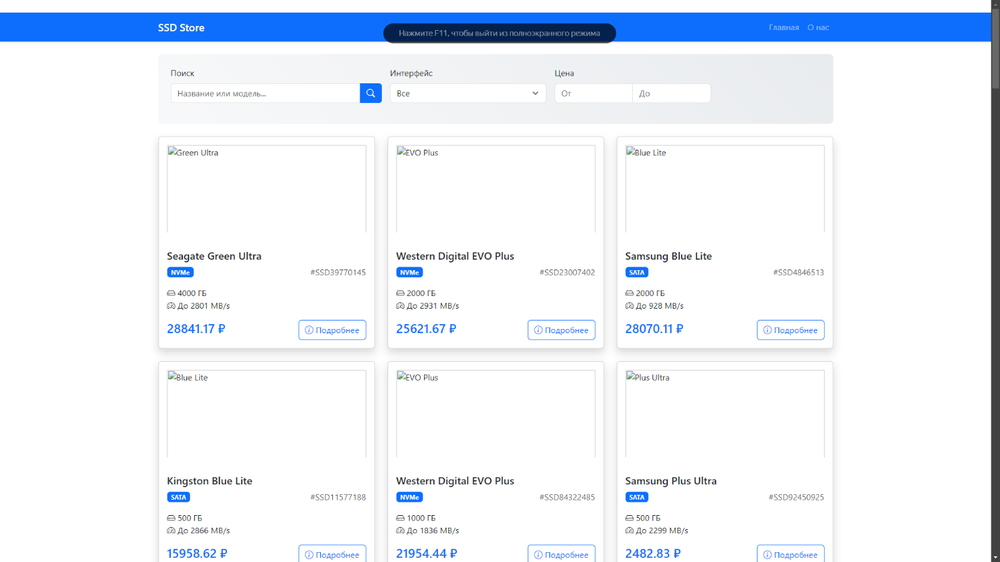 SSD Store
Нажмите F11, чтобы выйти из полноэкранного режима
Главная О нас
Поиск Интерфейс Цена
Название или модель... Все От До
Green Ultra EVO Plus Blue Lite
Seagate Green Ultra Western Digital EVO Plus Samsung Blue Lite
NVMe #SSD39770145 NVMe #SSD23007402 SATA #SSD4846513
4000 ГБ 2000 ГБ 2000 ГБ
До 2801 MB/s До 2931 MB/s До 928 MB/s
28841.17 ₽ Подробнее 25621.67 ₽ Подробнее 28070.11 ₽ Подробнее
Blue Lite EVO Plus Plus Ultra
Kingston Blue Lite Western Digital EVO Plus Samsung Plus Ultra
SATA #SSD11577188 NVMe #SSD84322485 SATA #SSD92450925
500 ГБ 1000 ГБ 500 ГБ
До 2866 MB/s До 1836 MB/s До 2299 MB/s
15958.62 ₽ Подробнее 21954.44 ₽ Подробнее 2482.83 ₽ Подробнее